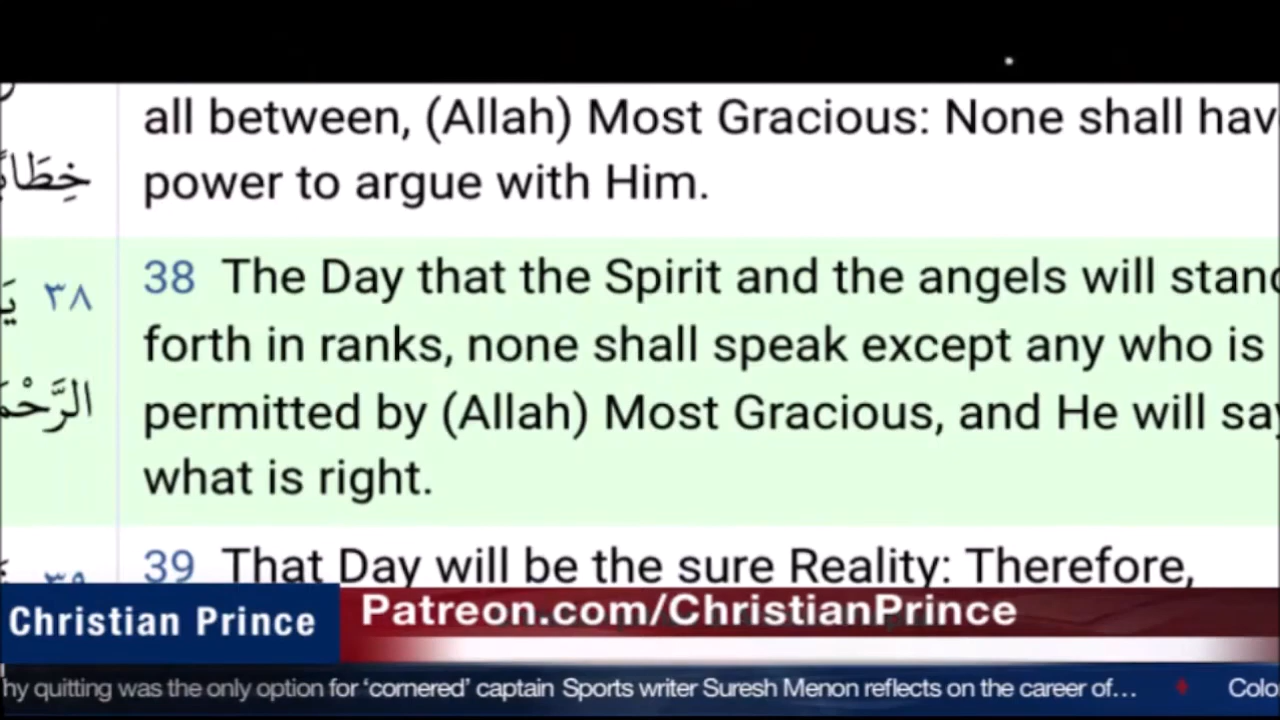 all between, (Allah) Most Gracious: None shall hav
power to argue with Him.
38 The Day that the Spirit and the angels will stand
٣٨
forth in ranks, none shall speak except any who is
permitted by (Allah) Most Gracious, and He will say
what is right.
39 That Day will be the sure Reality: Therefore,
٣٩
Christian Prince
Patreon.com/ChristianPrince
hy quitting was the only option for ‘cornered’ captain Sports writer Suresh Menon reflects on the career of… Colo